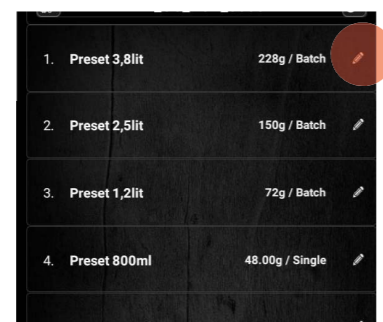 1. Preset 3,8lit 228g / Batch
2. Preset 2,5lit 150g / Batch
3. Preset 1,2lit 72g / Batch
4. Preset 800ml 48.00g / Single